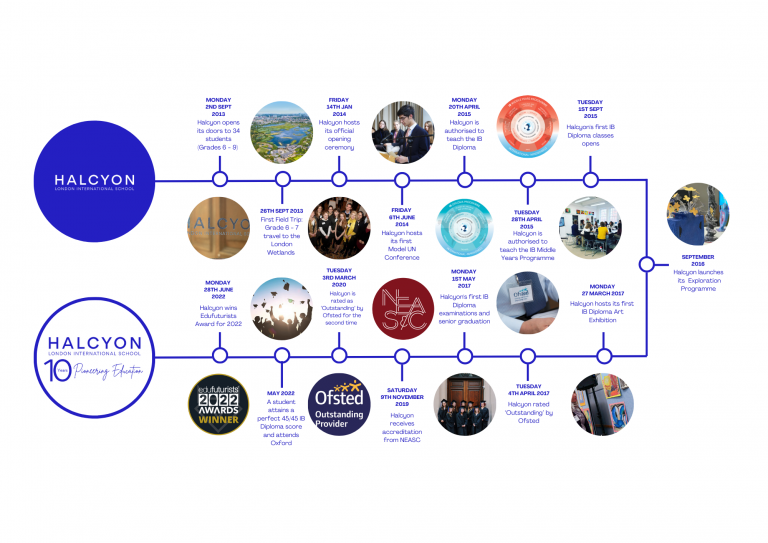 HALCYON
LONDON INTERNATIONAL SCHOOL
MONDAY
2ND SEPT
2013
Halcyon opens
its doors to 34
students
(Grades 6 - 9)
26TH SEPT 2013
First Field Trip:
Grade 6 - 7
travel to the
London
Wetlands
FRIDAY
14TH JAN
2014
Halcyon hosts
its official
opening
ceremony
FRIDAY
6TH JUNE
2014
Halcyon hosts
its first
Model UN
Conference
MONDAY
20TH APRIL
2015
Halcyon is
authorised to
teach the IB
Diploma
TUESDAY
28TH APRIL
2015
Halcyon is
authorised to
teach the IB Middle
Years Programme
TUESDAY
1ST SEPT
2015
Halcyon's first IB
Diploma classes
opens
HALCYON
SEPTEMBER
2016
Halcyon launches
its Exploration
Programme
MONDAY
27 MARCH 2017
Halcyon hosts its first
IB Diploma Art
Exhibition
TUESDAY
4TH APRIL 2017
Halcyon rated
'Outstanding' by
Ofsted
Ofsted
MONDAY
1ST MAY
2017
Halcyons first IB
Diploma
examinations and
senior graduation
SATURDAY
9TH NOVEMBER
2019
Halcyon
receives
accreditation
from NEASC
NEA
SC
TUESDAY
3RD MARCH
2020
Halcyon is
rated as
'Outstanding' by
Ofsted for the
second time
Ofsted
Outstanding
Provider
MAY 2022
A student
attains a
perfect 45/45 IB
Diploma score
and attends
Oxford
MONDAY
28TH JUNE
2022
Halcyon wins
Edufuturists
Award for 2022
edufuturists'
2022
AWARDS
WINNER
HALCYON
LONDON INTERNATIONAL SCHOOL
10 Years Pioneering Education